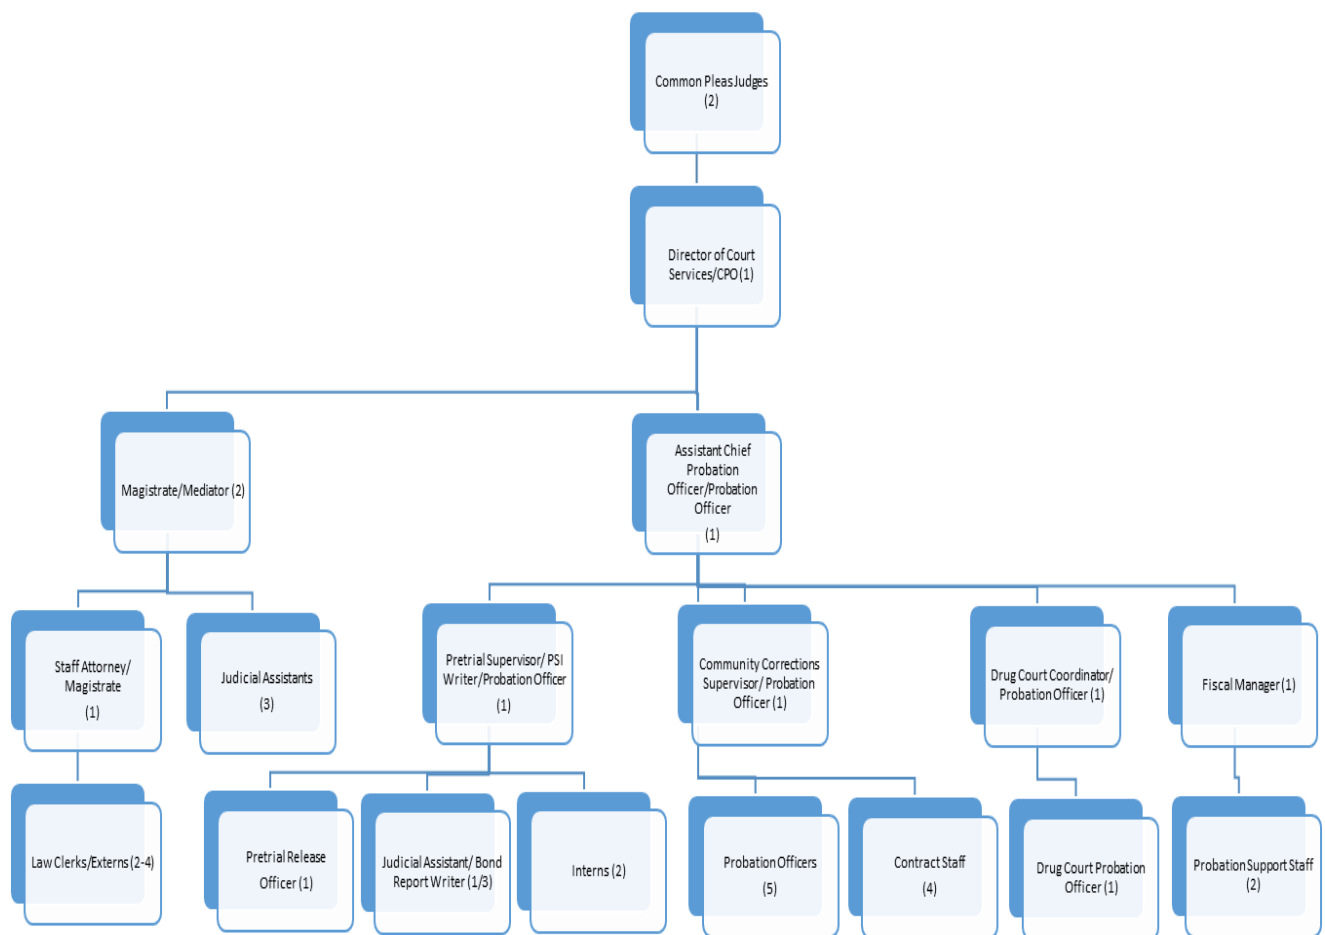 Common Pleas Judges
(2)
Director of Court
Services/CPO (1)
Magistrate/Mediator (2)
Assistant Chief
Probation
Officer/Probation
Officer
(1)
Staff Attorney/
Magistrate
(1)
Judicial Assistants
(3)
Pretrial Supervisor/ PSI
Writer/Probation Officer
(1)
Community Corrections
Supervisor/ Probation
Officer (1)
Drug Court Coordinator/
Probation Officer (1)
Fiscal Manager (1)
Law Clerks/Externs (2-4)
Pretrial Release
Officer (1)
Judicial Assistant/ Bond
Report Writer (1/3)
Interns (2)
Probation Officers
(5)
Contract Staff
(4)
Drug Court Probation
Officer (1)
Probation Support Staff
(2)